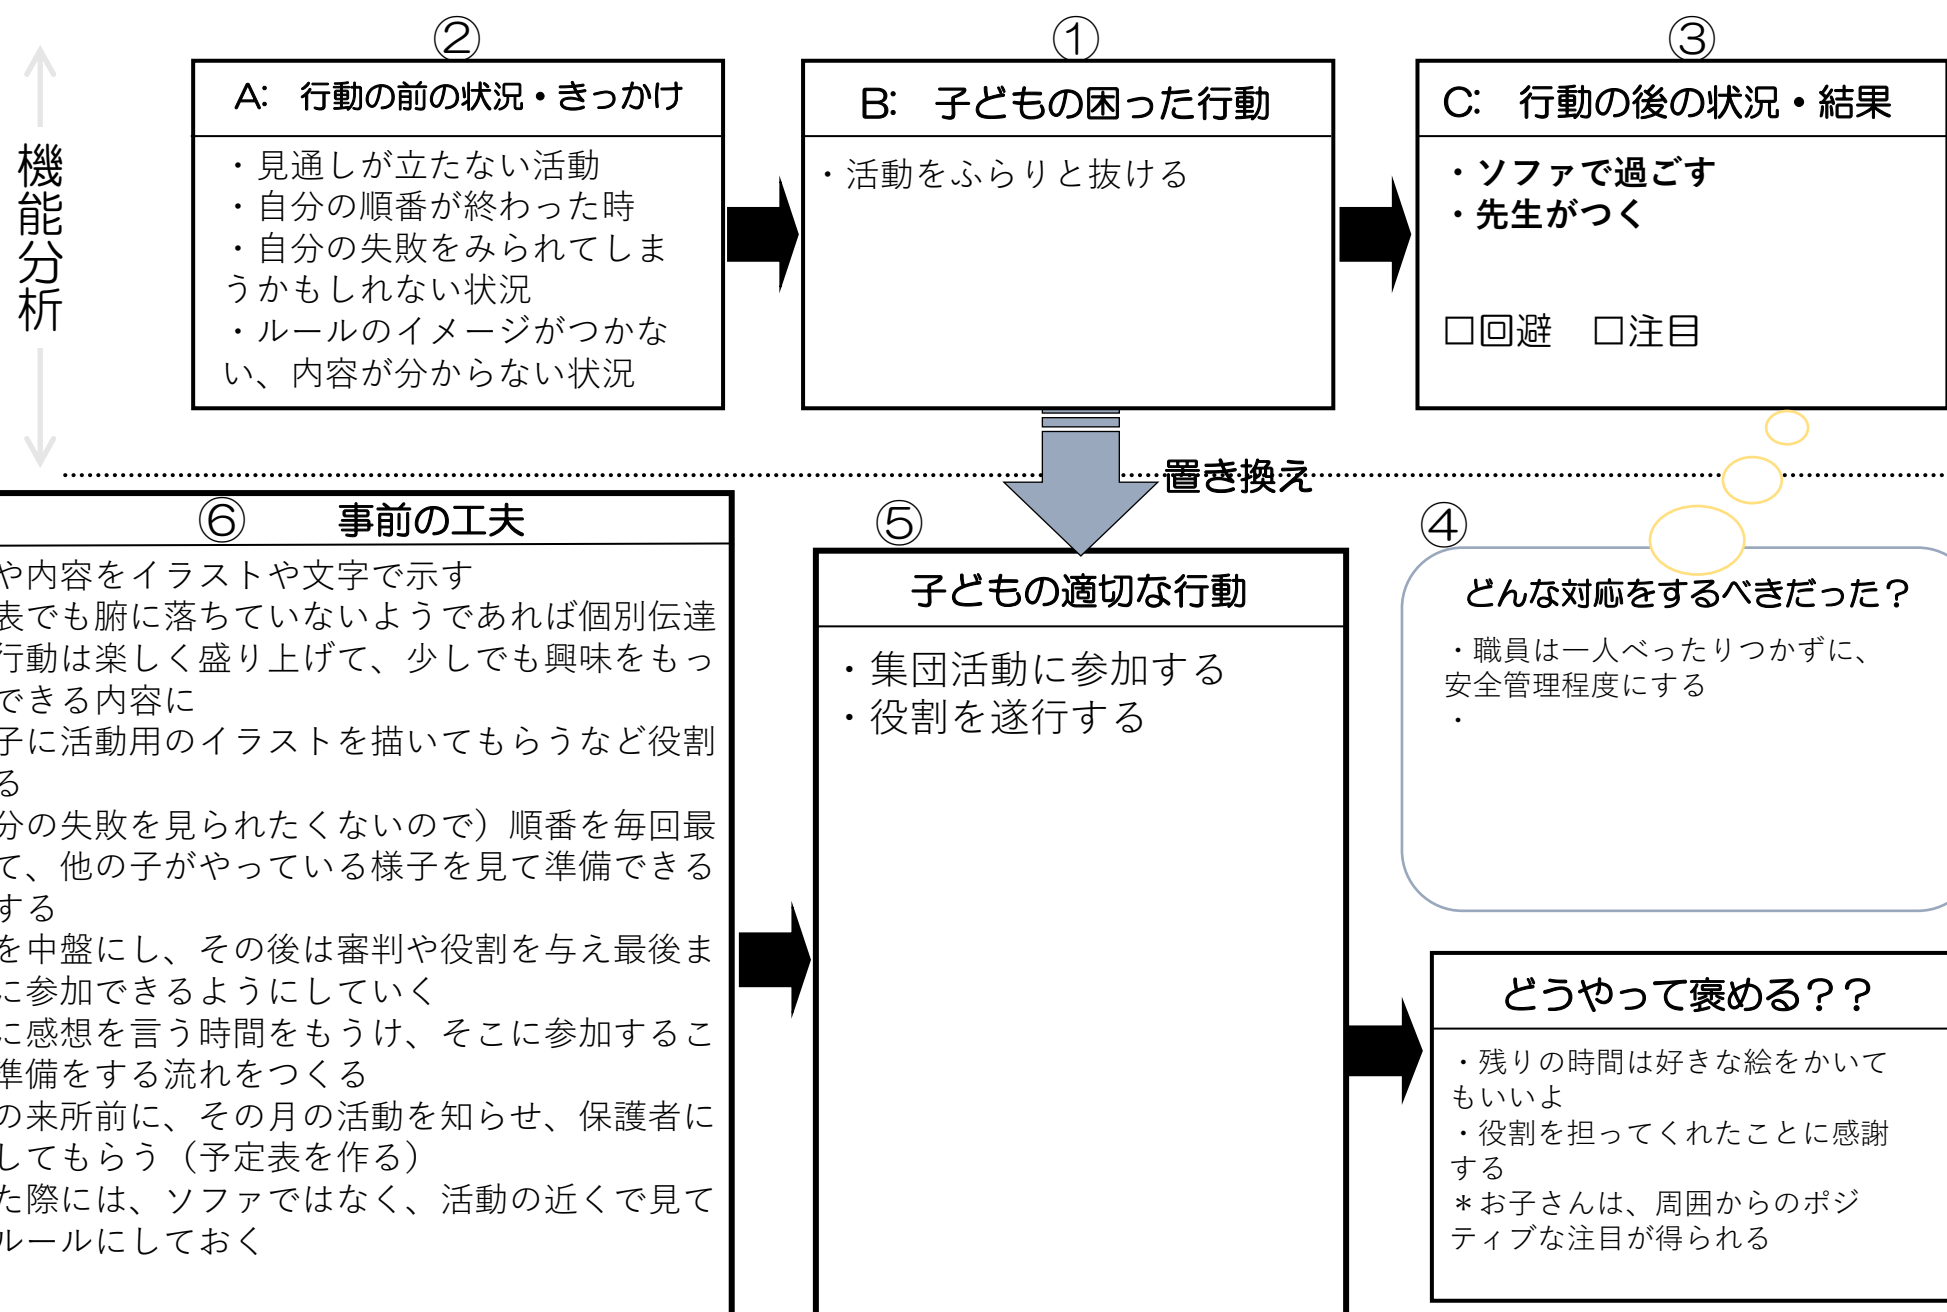 機能分析
②
A:　行動の前の状況・きっかけ
・見通しが立たない活動
・自分の順番が終わった時
・自分の失敗をみられてしま
うかもしれない状況
・ルールのイメージがつかな
い、内容が分からない状況
①
B:　子どもの困った行動
・活動をふらりと抜ける
③
C:　行動の後の状況・結果
・ソファで過ごす
・先生がつく
□回避　□注目
置き換え
⑥　事前の工夫
や内容をイラストや文字で示す
表でも腑に落ちていないようであれば個別伝達
行動は楽しく盛り上げて、少しでも興味をもっ
できる内容に
子に活動用のイラストを描いてもらうなど役割
る
分の失敗を見られたくないので）順番を毎回最
て、他の子がやっている様子を見て準備できる
する
を中盤にし、その後は審判や役割を与え最後ま
に参加できるようにしていく
に感想を言う時間をもうけ、そこに参加するこ
準備をする流れをつくる
の来所前に、その月の活動を知らせ、保護者に
してもらう（予定表を作る）
た際には、ソファではなく、活動の近くで見て
ルールにしておく
⑤
子どもの適切な行動
・集団活動に参加する
・役割を遂行する
④
どんな対応をするべきだった？
・職員は一人べったりつかずに、
安全管理程度にする
・
どうやって褒める？？
・残りの時間は好きな絵をかいて
もいいよ
・役割を担ってくれたことに感謝
する
＊お子さんは、周囲からのポジ
ティブな注目が得られる